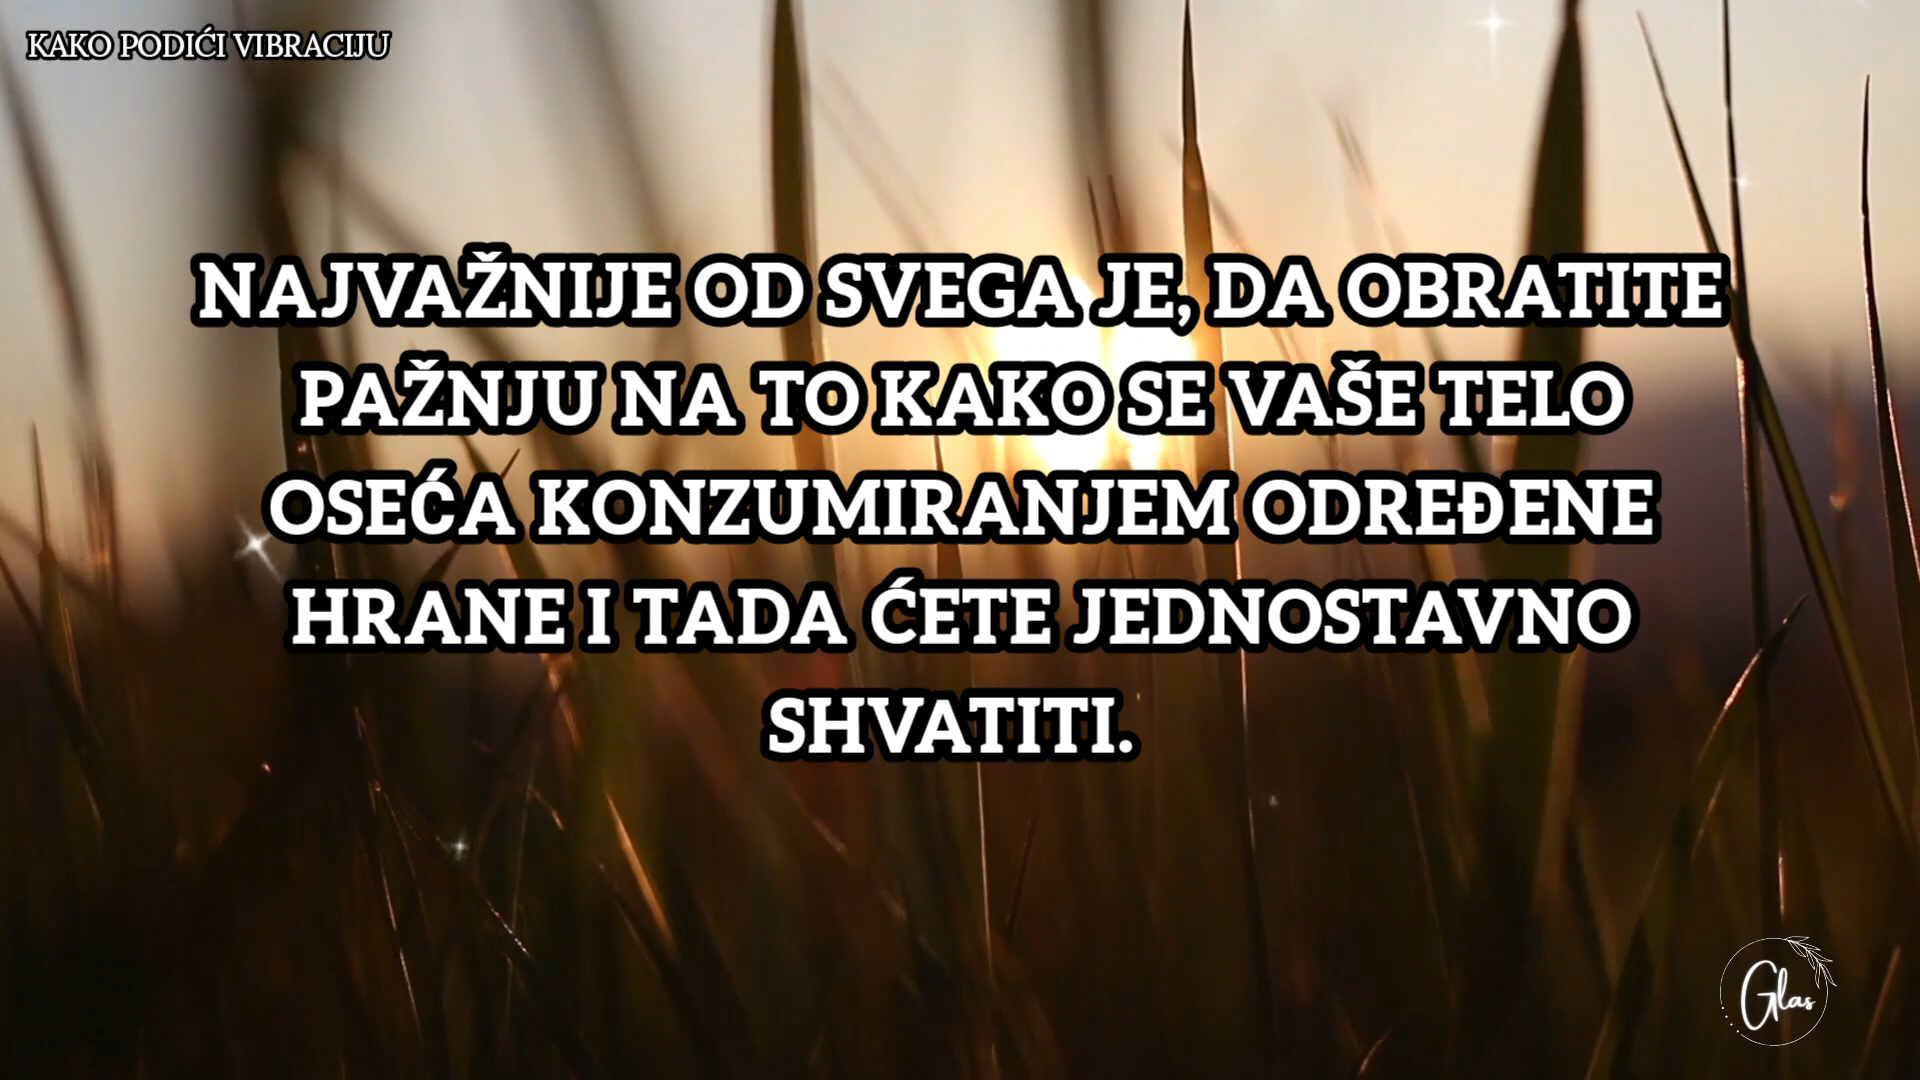 KAKO PODIĆI VIBRACIJU
NAJVAŽNIJE OD SVEGA JE, DA OBRATITE
PAŽNJU NA TO KAKO SE VAŠE TELO
OSEĆA KONZUMIRANJEM ODREĐENE
HRANE I TADA ĆETE JEDNOSTAVNO
SHVATITI.
Glas